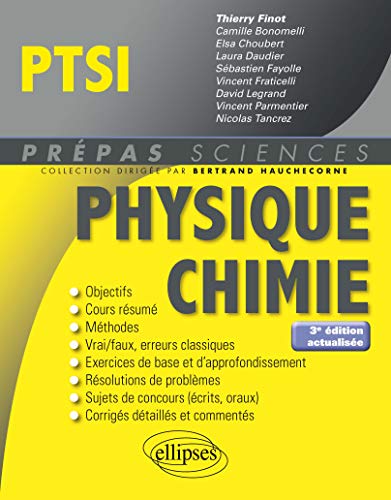 PTSI
Thierry Finot
Camille Bonomelli
Elsa Choubert
Laura Daudier
Sébastien Fayolle
Vincent Fraticelli
David Legrand
Vincent Parmentier
Nicolas Tancrez
PRÉPAS SCIENCES
COLLECTION DIRIGÉE PAR BERTRAND HAUCHECORNE
PHYSIQUE
CHIMIE
3e édition
actualisée
• Objectifs
• Cours résumé
• Méthodes
• Vrai/faux, erreurs classiques
• Exercices de base et d'approfondissement
• Résolutions de problèmes
• Sujets de concours (écrits, oraux)
• Corrigés détaillés et commentés
ellipses